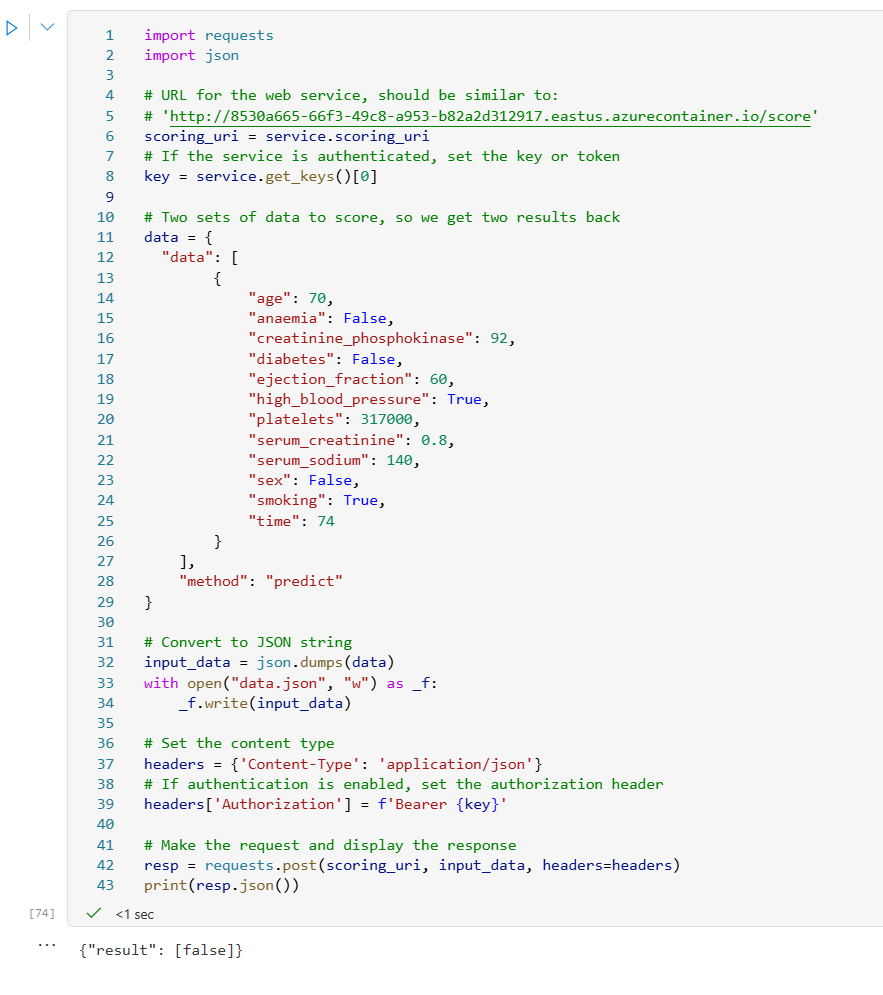 1 import requests
2 import json
3
4 # URL for the web service, should be similar to:
5 # 'http://8530a665-66f3-49c8-a953-b82a2d312917.eastus.azurecontainer.io/score'
6 scoring_uri = service.scoring_uri
7 # If the service is authenticated, set the key or token
8 key = service.get_keys()[0]
9
10 # Two sets of data to score, so we get two results back
11 data = {
12   "data": [
13         {
14             "age": 70,
15             "anaemia": False,
16             "creatinine_phosphokinase": 92,
17             "diabetes": False,
18             "ejection_fraction": 60,
19             "high_blood_pressure": True,
20             "platelets": 317000,
21             "serum_creatinine": 0.8,
22             "serum_sodium": 140,
23             "sex": False,
24             "smoking": True,
25             "time": 74
26         }
27     ],
28     "method": "predict"
29 }
30
31 # Convert to JSON string
32 input_data = json.dumps(data)
33 with open("data.json", "w") as _f:
34     _f.write(input_data)
35
36 # Set the content type
37 headers = {'Content-Type': 'application/json'}
38 # If authentication is enabled, set the authorization header
39 headers['Authorization'] = f'Bearer {key}'
40
41 # Make the request and display the response
42 resp = requests.post(scoring_uri, input_data, headers=headers)
43 print(resp.json())
[74] <1 sec
... {"result": [false]}